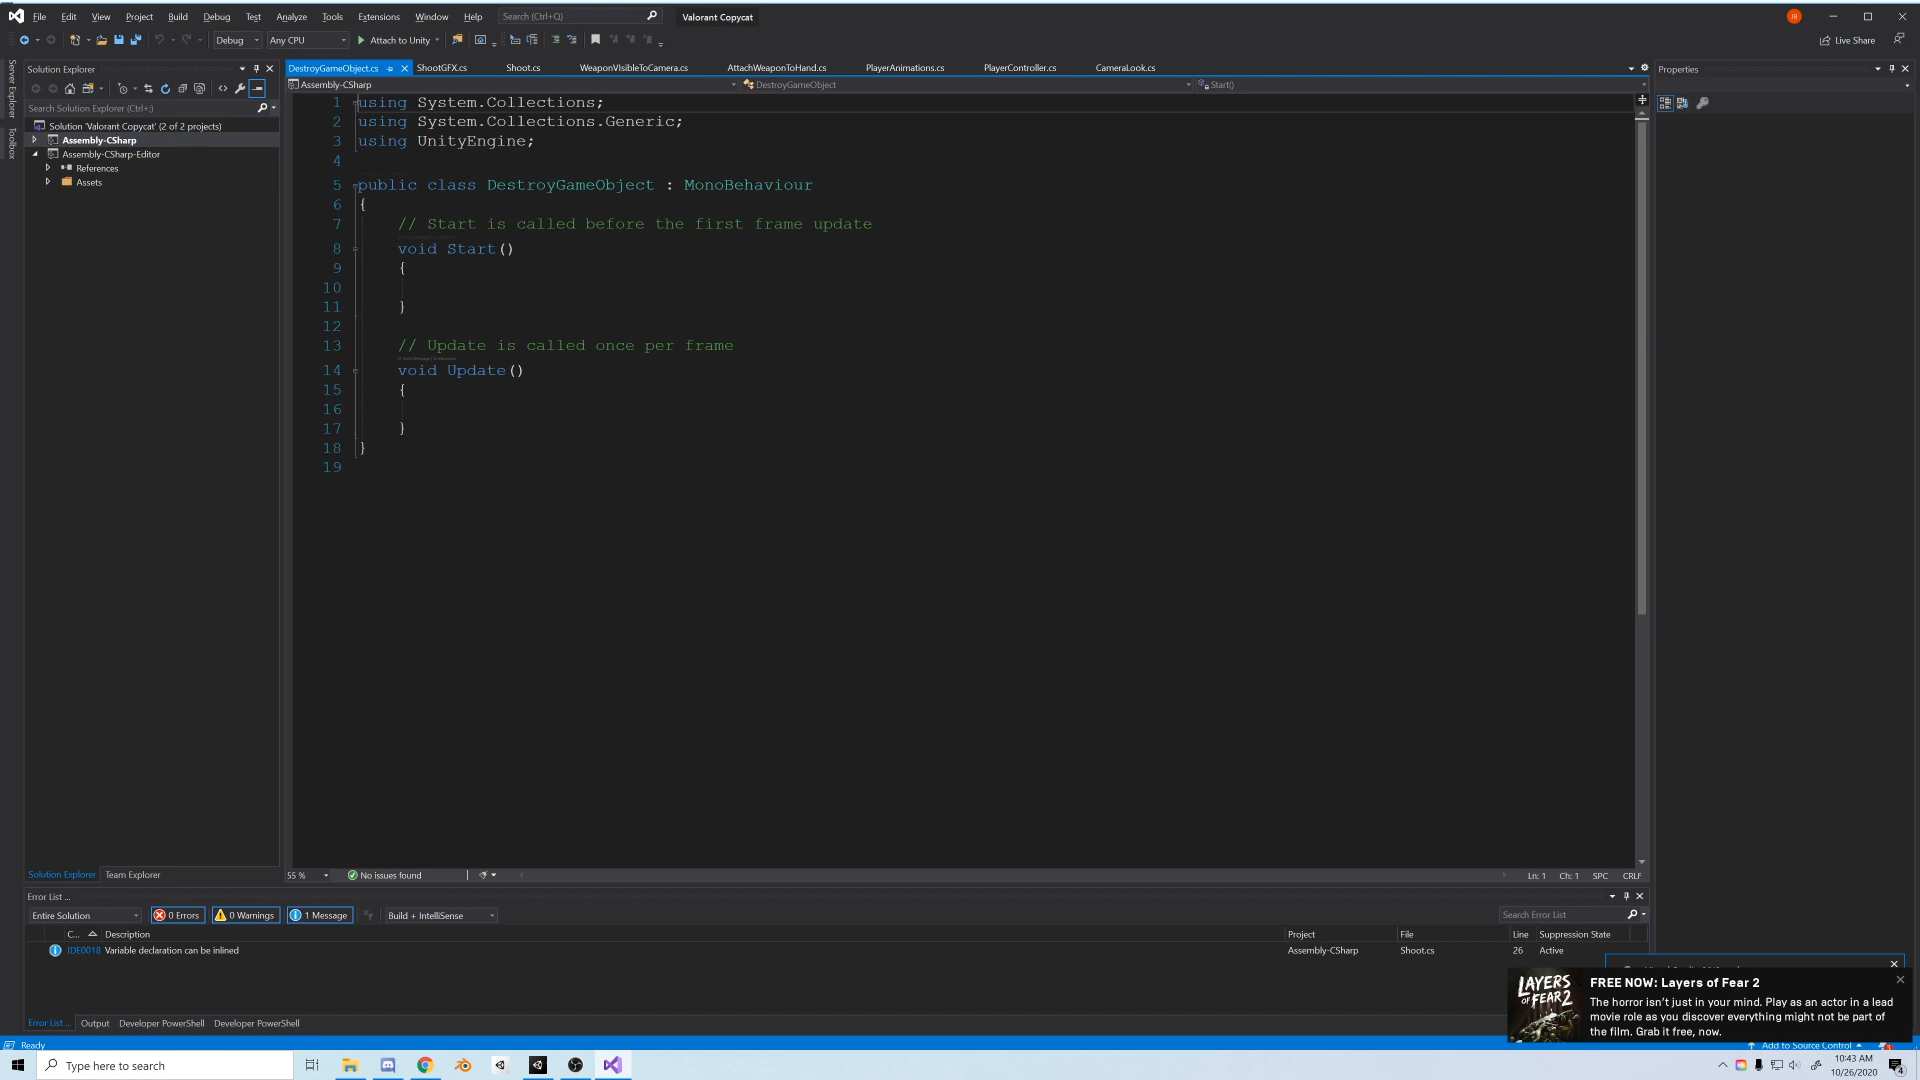 File Edit View Project Build Debug Test Analyze Tools Extensions Window Help Search (Ctrl+Q) Valorant Copycat JB
Debug Any CPU Attach to Unity Live Share
Server Explorer
Toolbox
Solution Explorer
Search Solution Explorer (Ctrl+;)
Solution 'Valorant Copycat' (2 of 2 projects)
Assembly-CSharp
Assembly-CSharp-Editor
References
Assets
DestroyGameObject.cs ShootGFX.cs Shoot.cs WeaponVisibleToCamera.cs AttachWeaponToHand.cs PlayerAnimations.cs PlayerController.cs CameraLook.cs
Assembly-CSharp DestroyGameObject Start()
1 using System.Collections;
2 using System.Collections.Generic;
3 using UnityEngine;
4
5 public class DestroyGameObject : MonoBehaviour
6 {
7 // Start is called before the first frame update
8 void Start()
9 {
10
11 }
12
13 // Update is called once per frame
14 void Update()
15 {
16
17 }
18 }
19
Properties
Solution Explorer Team Explorer
55 % No issues found Ln: 1 Ch: 1 SPC CRLF
Error List ...
Entire Solution 0 Errors 0 Warnings 1 Message Build + IntelliSense Search Error List
C... Description Project File Line Suppression State
IDE0018 Variable declaration can be inlined Assembly-CSharp Shoot.cs 26 Active
LAYERS OF FEAR 2
FREE NOW: Layers of Fear 2
The horror isn't just in your mind. Play as an actor in a lead
movie role as you discover everything might not be part of
the film. Grab it free, now.
Error List ... Output Developer PowerShell Developer PowerShell
Ready Add to Source Control
Type here to search
10:43 AM
10/26/2020
4